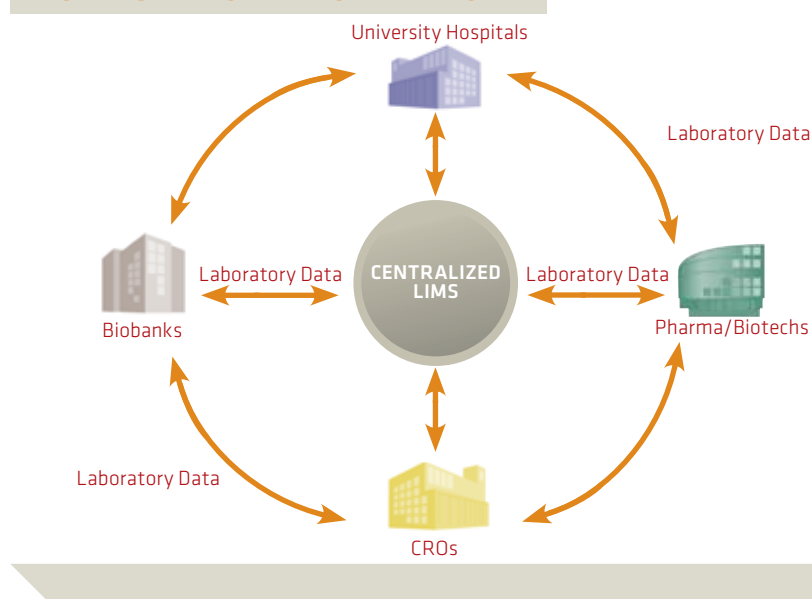 University Hospitals
Laboratory Data
Laboratory Data
CENTRALIZED
LIMS
Laboratory Data
Biobanks
Pharma/Biotechs
Laboratory Data
CROs